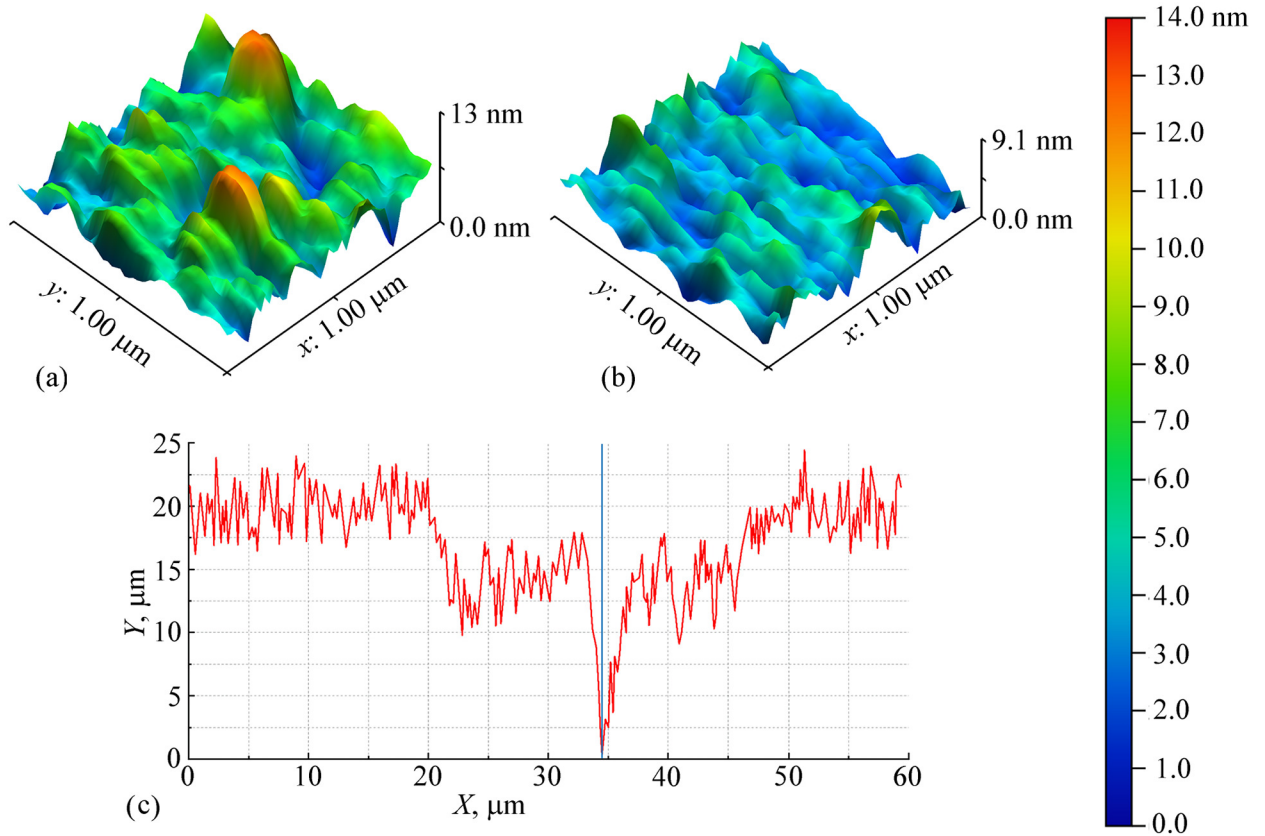 13 nm
0.0 nm
y: 1.00 μm
x: 1.00 μm
(a)
9.1 nm
0.0 nm
y: 1.00 μm
x: 1.00 μm
(b)
14.0 nm
13.0
12.0
11.0
10.0
9.0
8.0
7.0
6.0
5.0
4.0
3.0
2.0
1.0
0.0
25
20
15
10
5
0
Y, μm
0 10 20 30 40 50 60
X, μm
(c)